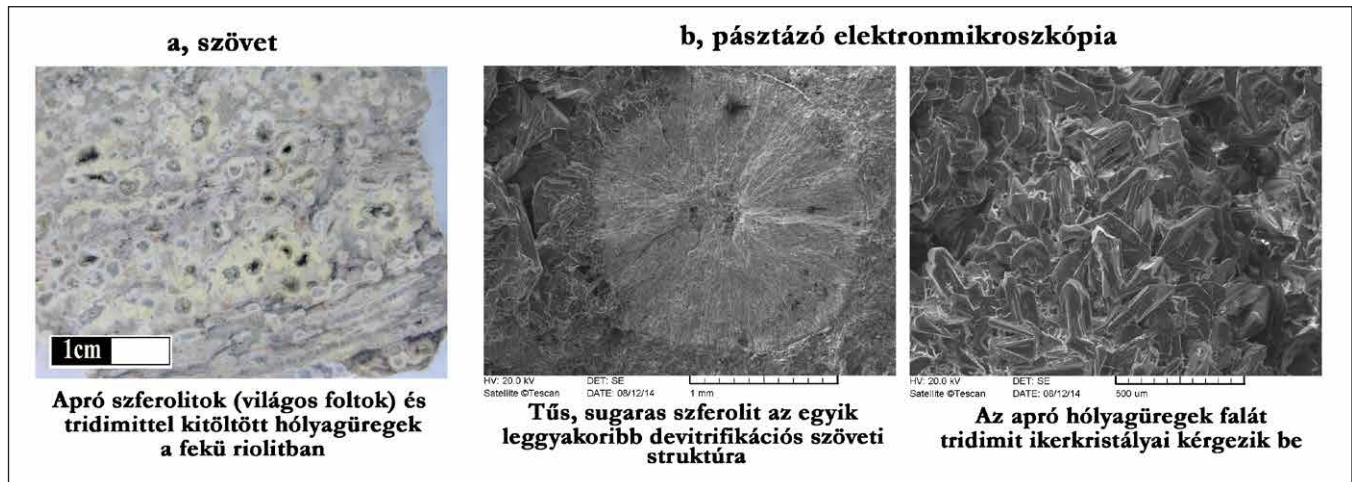 a, szövet
b, pásztázó elektronmikroszkópia
1cm
Apró szferolitok (világos foltok) és
tridimittel kitöltött hólyagüregek
a fekü riolitban
HV: 20.0 kV DET: SE
Satellite ©Tescan DATE: 08/12/14 1 mm
Tűs, sugaras szferolit az egyik
leggyakoribb devitrifikációs szöveti
struktúra
HV: 20.0 kV DET: SE
Satellite ©Tescan DATE: 08/12/14 500 um
Az apró hólyagüregek falát
tridimit ikerkristályai kérgezik be